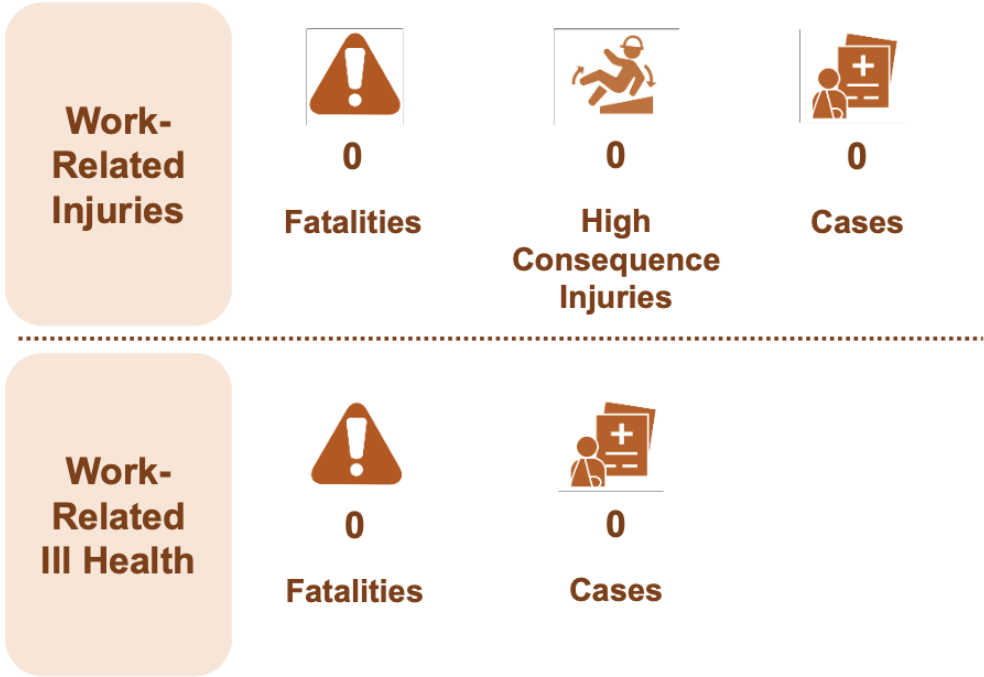 Work-
Related
Injuries
0
Fatalities
0
High
Consequence
Injuries
0
Cases
Work-
Related
Ill Health
0
Fatalities
0
Cases